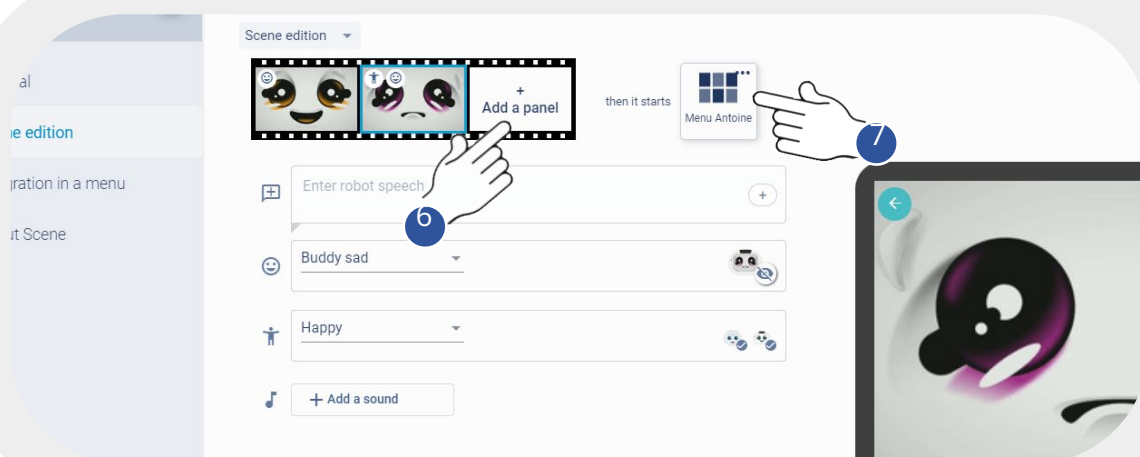 Scene edition
+
Add a panel
then it starts
Menu Antoine
7
al
ne edition
gration in a menu
ut Scene
Enter robot speech
+
6
Buddy sad
Happy
+ Add a sound